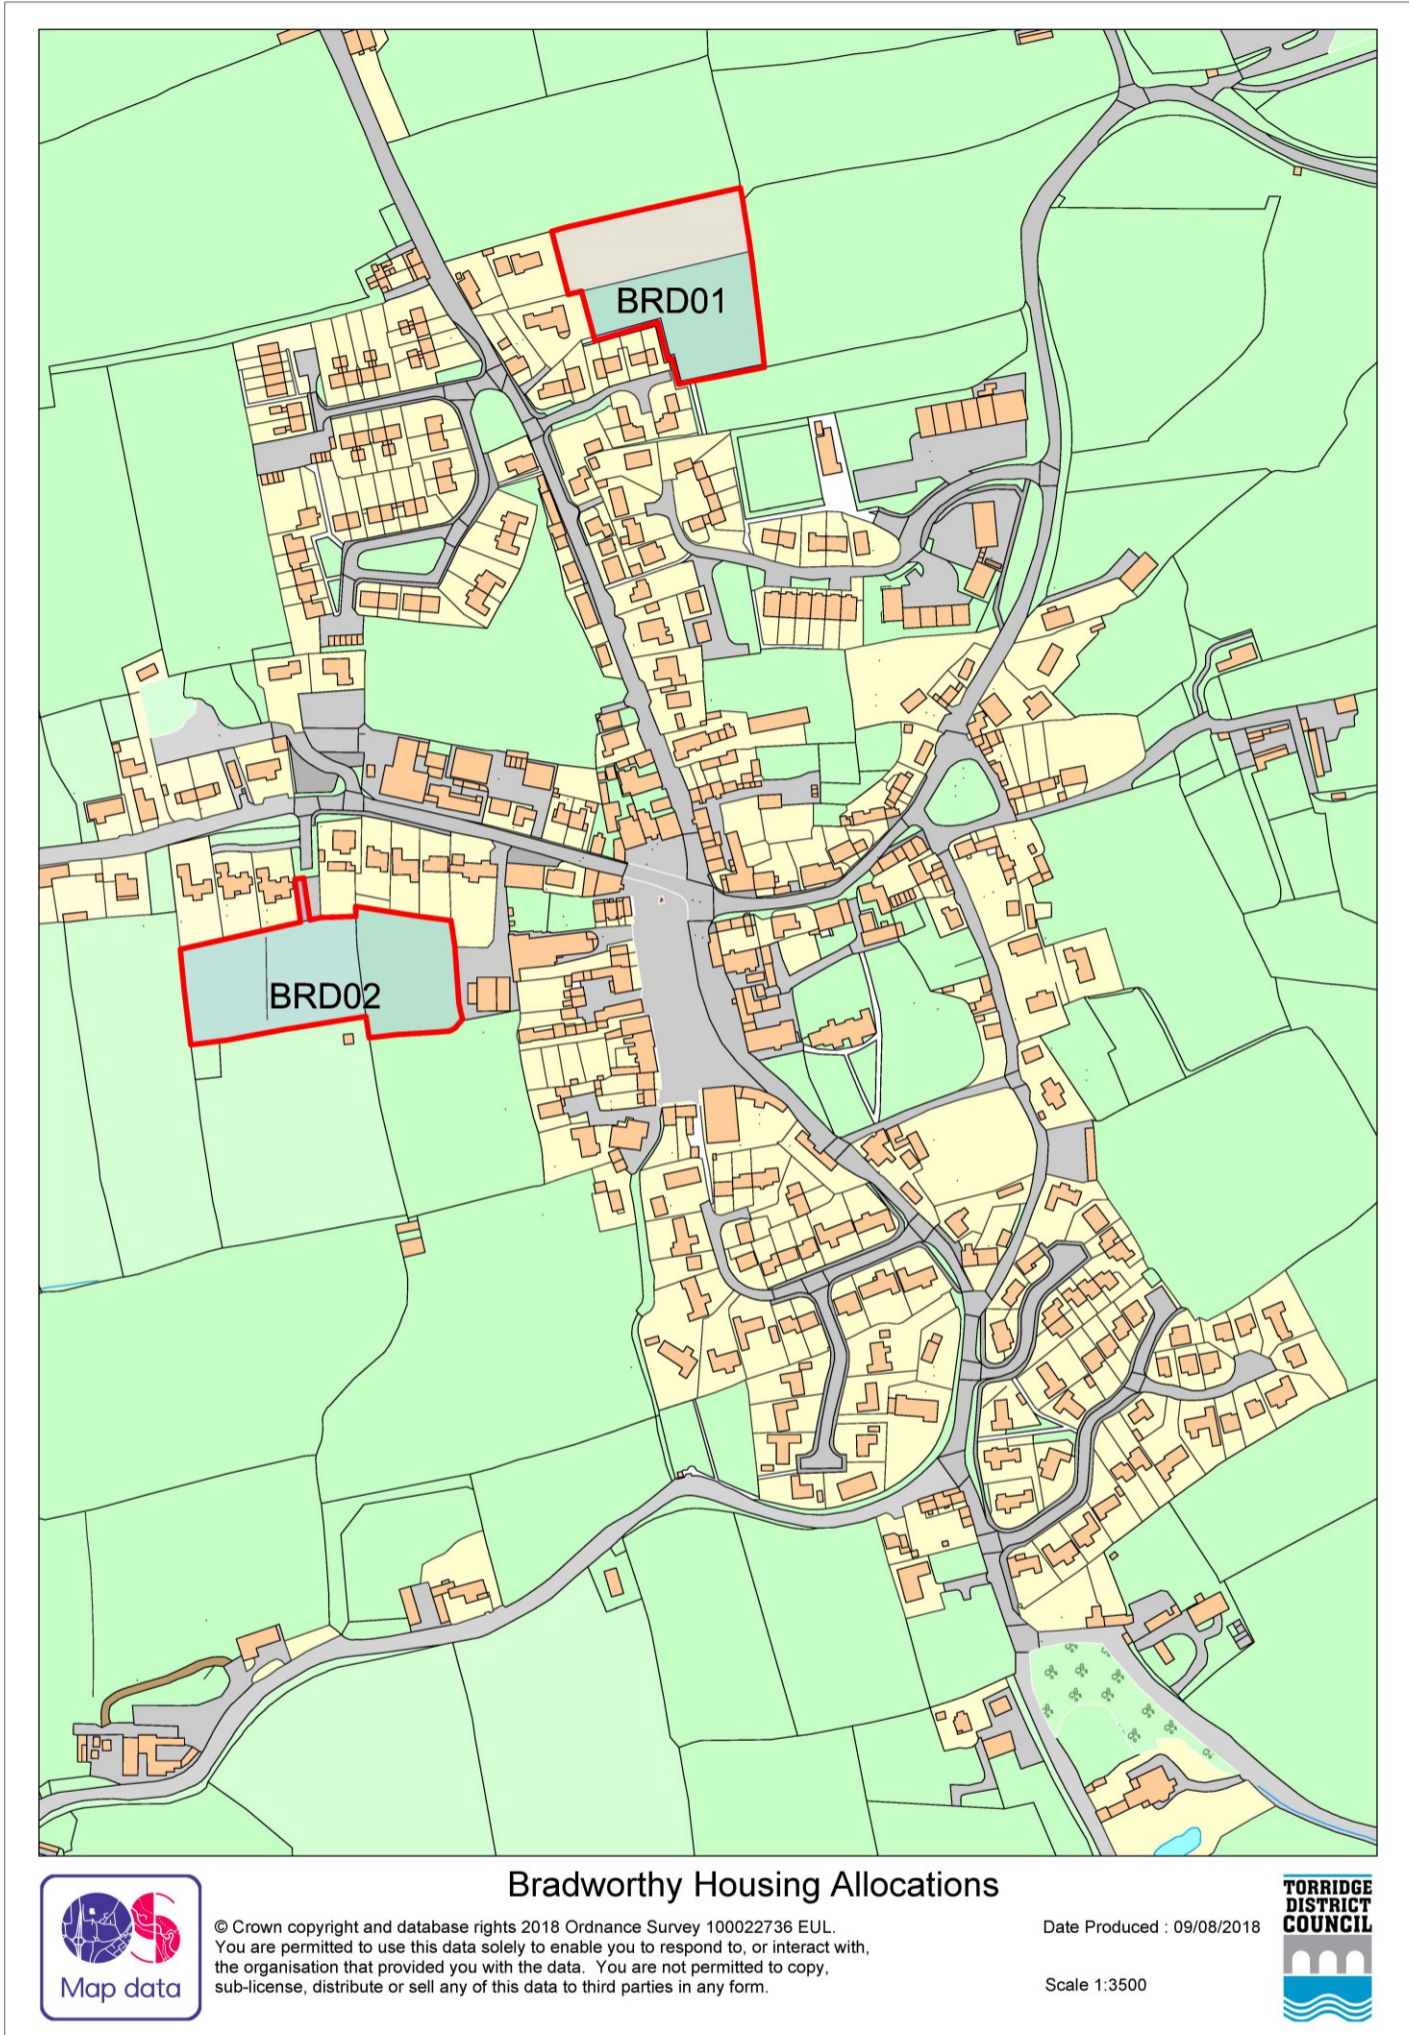 BRD01
BRD02
Bradworthy Housing Allocations
© Crown copyright and database rights 2018 Ordnance Survey 100022736 EUL.
You are permitted to use this data solely to enable you to respond to, or interact with,
the organisation that provided you with the data.  You are not permitted to copy,
sub-license, distribute or sell any of this data to third parties in any form.
Date Produced : 09/08/2018
Scale 1:3500
OS
Map data
TORRIDGE
DISTRICT
COUNCIL